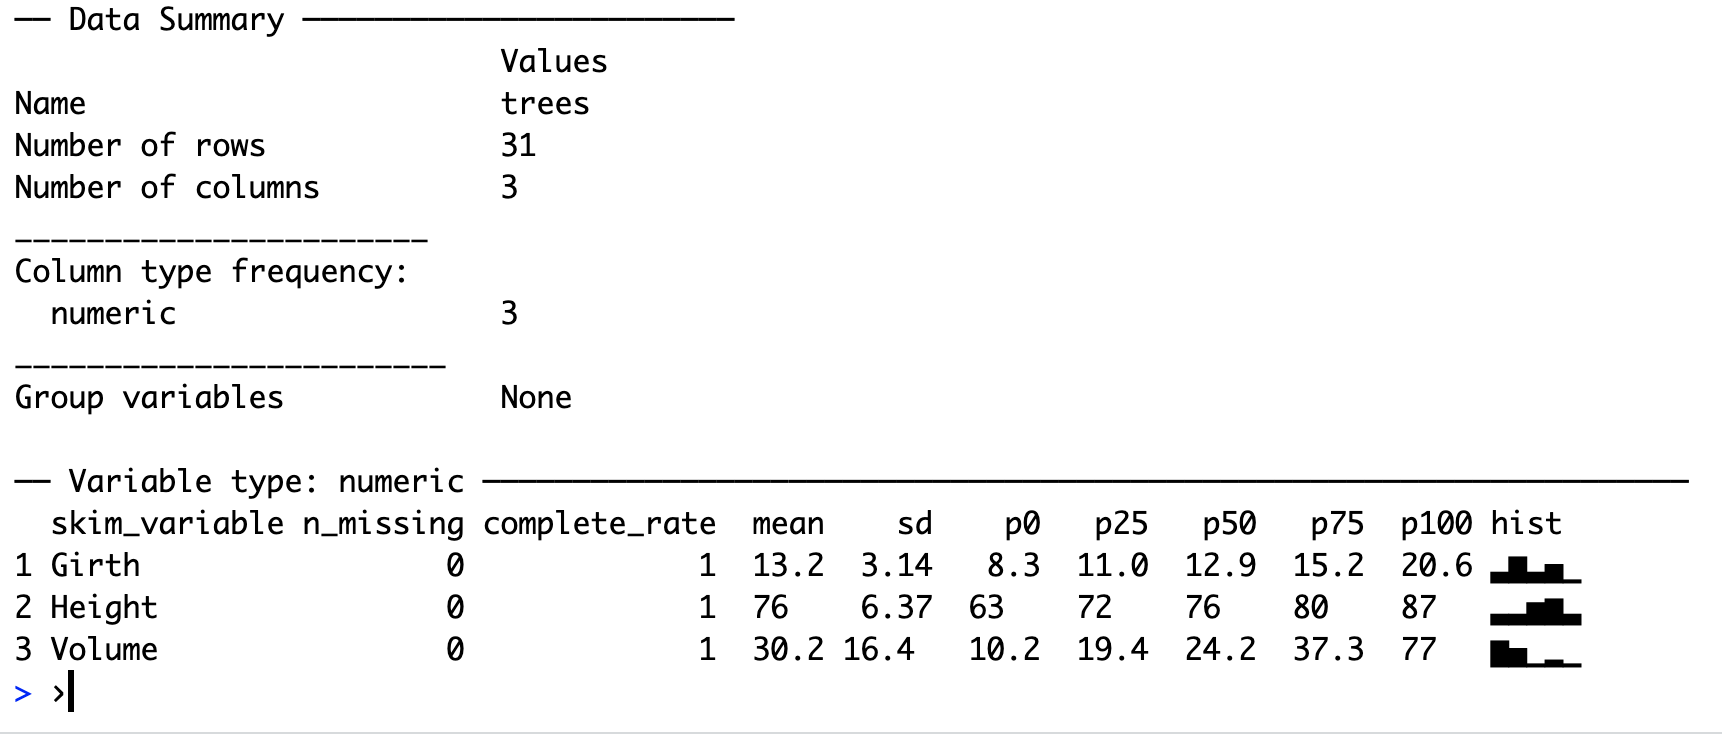 ── Data Summary ────────────────────────
                           Values
Name                       trees
Number of rows             31
Number of columns          3
_______________________
Column type frequency:
  numeric                  3
________________________
Group variables            None
── Variable type: numeric ───────────────────────────────────────────────────────────────────
  skim_variable n_missing complete_rate  mean    sd    p0   p25   p50   p75  p100 hist
1 Girth                 0             1  13.2  3.14   8.3  11.0  12.9  15.2  20.6 ▃▇▃▅▁
2 Height                0             1  76    6.37  63    72    76    80    87   ▃▃▆▇▃
3 Volume                0             1  30.2 16.4   10.2  19.4  24.2  37.3  77   ▇▅▁▂▁
> ›